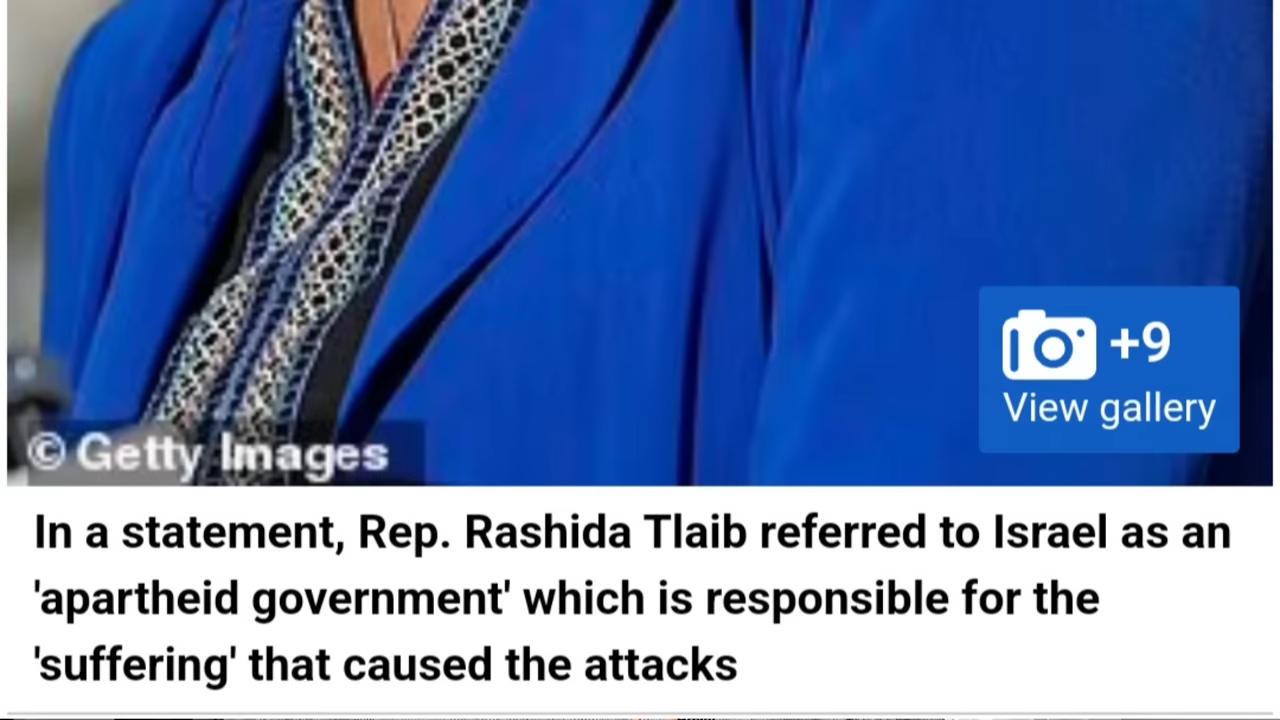 +9
View gallery
© Getty Images
In a statement, Rep. Rashida Tlaib referred to Israel as an
'apartheid government' which is responsible for the
'suffering' that caused the attacks